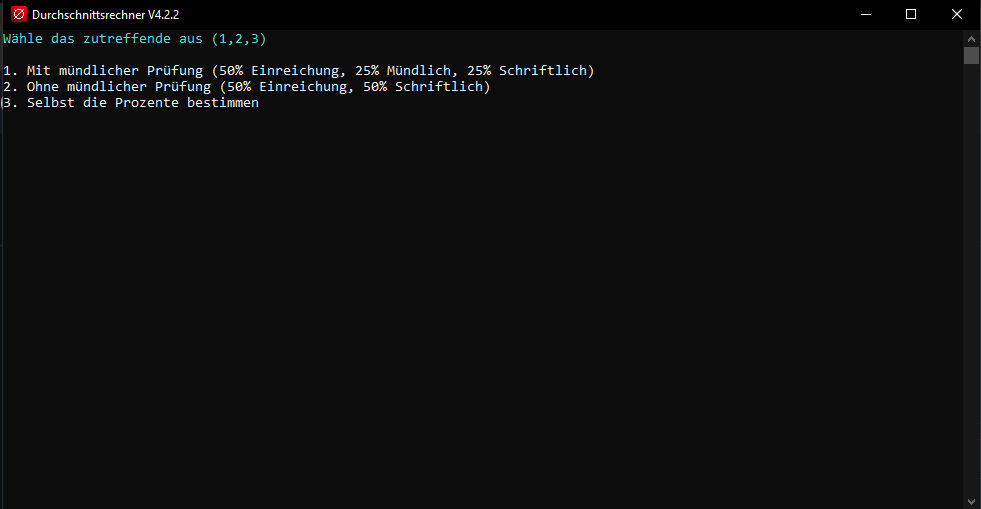 Durchschnittsrechner V4.2.2
Wähle das zutreffende aus (1,2,3)
1. Mit mündlicher Prüfung (50% Einreichung, 25% Mündlich, 25% Schriftlich)
2. Ohne mündlicher Prüfung (50% Einreichung, 50% Schriftlich)
3. Selbst die Prozente bestimmen